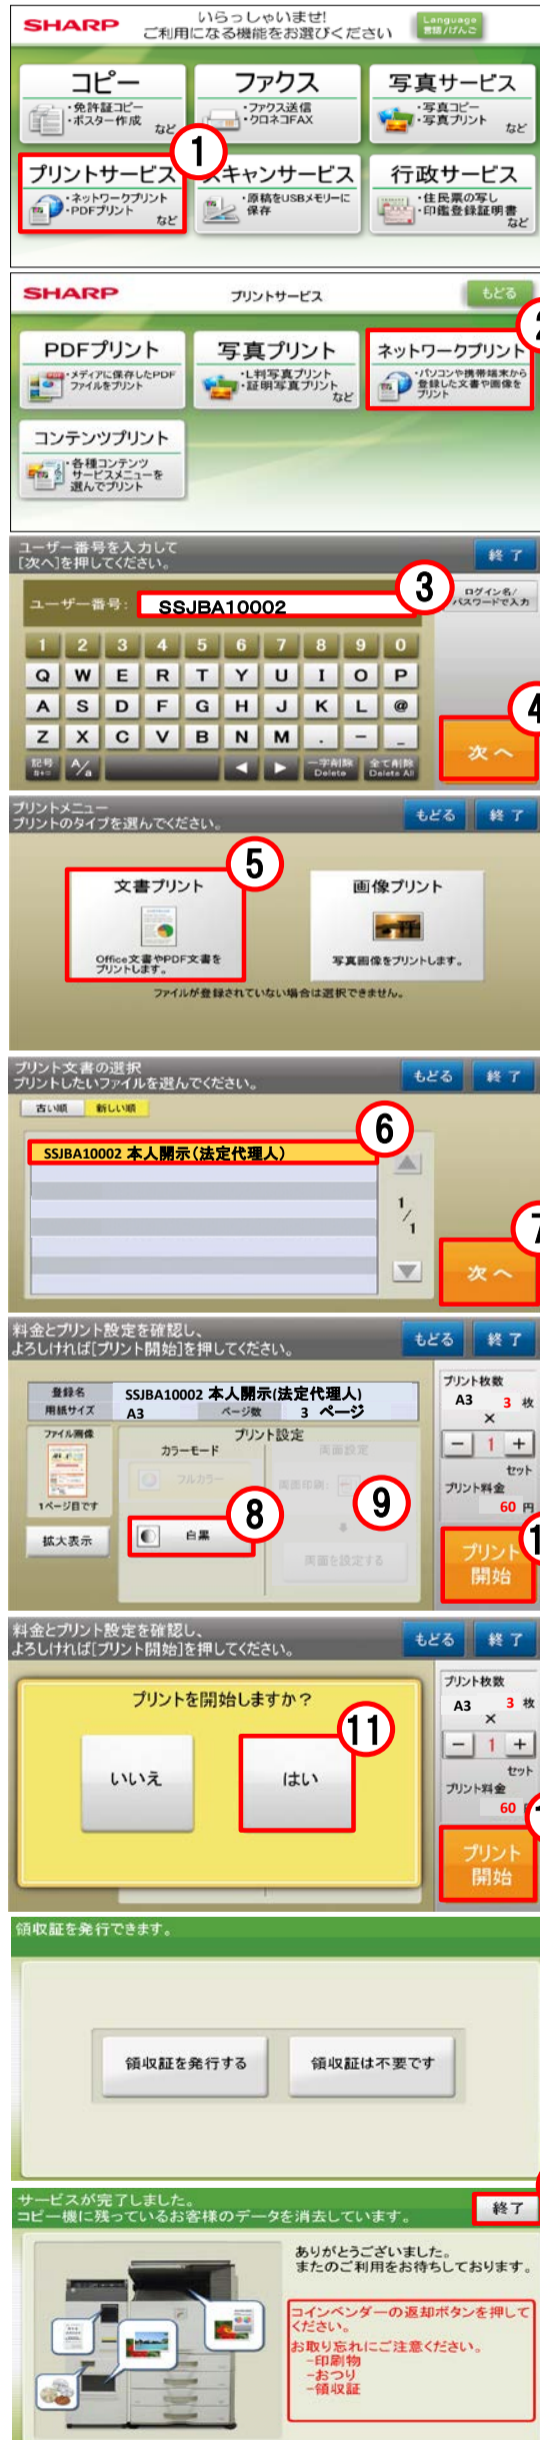 SHARP
いらっしゃいませ!
ご利用になる機能をお選びください
Language
言語/げんご
コピー
・免許証コピー
・ポスター作成 など
ファクス
・ファクス送信
・クロネコFAX
写真サービス
・写真コピー
・写真プリント など
1
プリントサービス
・ネットワークプリント
・PDFプリント など
スキャンサービス
・原稿をUSBメモリーに
保存
行政サービス
・住民票の写し
・印鑑登録証明書 など
SHARP
プリントサービス
もどる
2
PDFプリント
・メディアに保存したPDF
ファイルをプリント
写真プリント
・L判写真プリント
・証明写真プリント など
ネットワークプリント
・パソコンや携帯端末から
登録した文書や画像を
プリント
コンテンツプリント
・各種コンテンツ
サービスメニューを
選んでプリント
ユーザー番号を入力して
[次へ]を押してください。
終了
3
ユーザー番号: SSJBA10002
ログイン名/
パスワードで入力
1 2 3 4 5 6 7 8 9 0
Q W E R T Y U I O P
A S D F G H J K L @
Z X C V B N M . - _
記号
A/a
◀ ▶
一字削除
Delete
全て削除
Delete All
4
次へ
プリントメニュー
プリントのタイプを選んでください。
もどる 終了
5
文書プリント
Office文書やPDF文書を
プリントします。
画像プリント
写真画像をプリントします。
ファイルが登録されていない場合は選択できません。
プリント文書の選択
プリントしたいファイルを選んでください。
もどる 終了
古い順 新しい順
6
SSJBA10002 本人開示(法定代理人)
1/1
7
次へ
料金とプリント設定を確認し、
よろしければ[プリント開始]を押してください。
もどる 終了
登録名 SSJBA10002 本人開示(法定代理人)
用紙サイズ A3 ページ数 3 ページ
ファイル画像
1ページ目です
拡大表示
プリント設定
カラーモード
フルカラー
8
白黒
両面設定
両面印刷:
9
両面を設定する
プリント枚数
A3 3 枚
×
− 1 +
セット
プリント料金
60 円
プリント
開始
料金とプリント設定を確認し、
よろしければ[プリント開始]を押してください。
もどる 終了
プリントを開始しますか?
11
いいえ
はい
プリント枚数
A3 3 枚
×
− 1 +
セット
プリント料金
60
プリント
開始
領収証を発行できます。
領収証を発行する
領収証は不要です
サービスが完了しました。
コピー機に残っているお客様のデータを消去しています。
終了
ありがとうございました。
またのご利用をお待ちしております。
コインベンダーの返却ボタンを押して
ください。
お取り忘れにご注意ください。
-印刷物
-おつり
-領収証